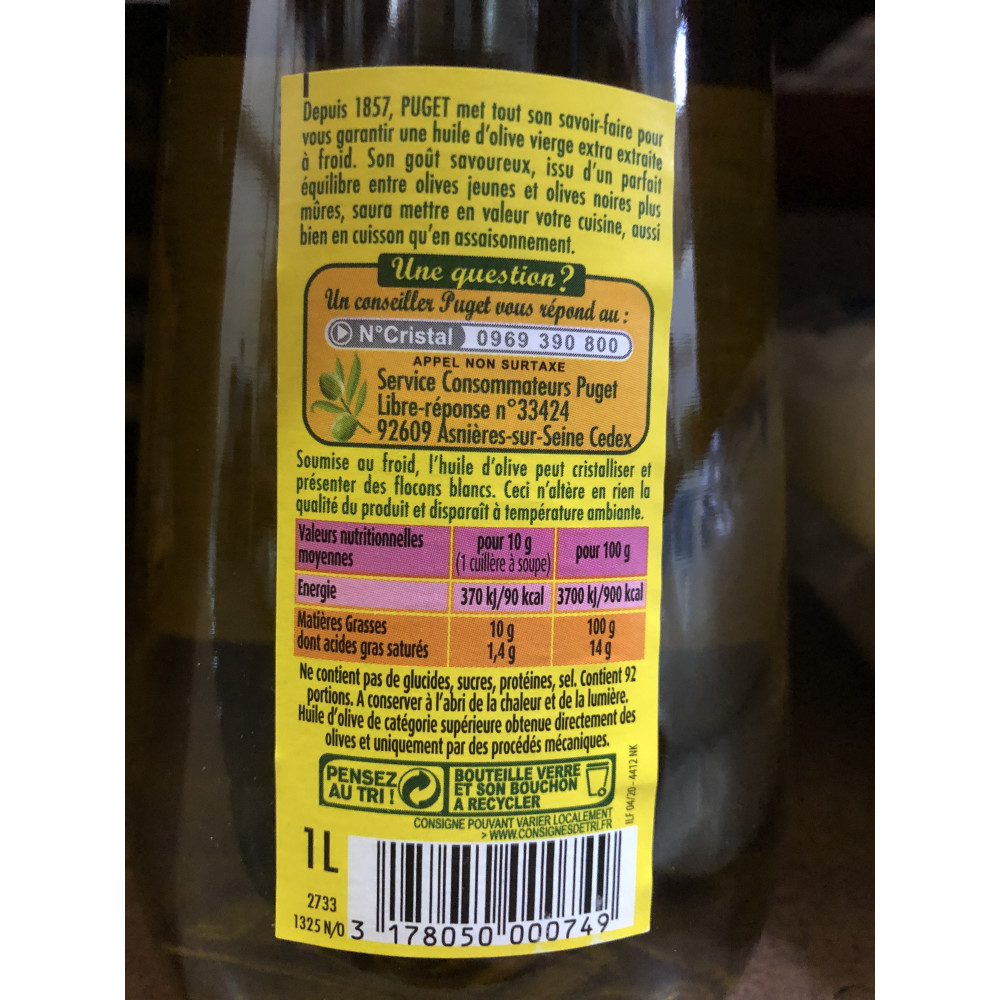 Depuis 1857, PUGET met tout son savoir-faire pour
vous garantir une huile d'olive vierge extra extraite
à froid. Son goût savoureux, issu d'un parfait
équilibre entre olives jeunes et olives noires plus
mûres, saura mettre en valeur votre cuisine, aussi
bien en cuisson qu'en assaisonnement.
Une question?
Un conseiller Puget vous répond au :
N°Cristal 0969 390 800
APPEL NON SURTAXE
Service Consommateurs Puget
Libre-réponse n°33424
92609 Asnières-sur-Seine Cedex
Soumise au froid, l'huile d'olive peut cristalliser et
présenter des flocons blancs. Ceci n'altère en rien la
qualité du produit et disparaît à température ambiante.
Valeurs nutritionnelles
moyennes
pour 10 g
(1 cuillère à soupe)
pour 100 g
Energie 370 kJ/90 kcal 3700 kJ/900 kcal
Matières Grasses 10 g 100 g
dont acides gras saturés 1,4 g 14 g
Ne contient pas de glucides, sucres, protéines, sel. Contient 92
portions. A conserver à l'abri de la chaleur et de la lumière.
Huile d'olive de catégorie supérieure obtenue directement des
olives et uniquement par des procédés mécaniques.
PENSEZ
AU TRI !
BOUTEILLE VERRE
ET SON BOUCHON
A RECYCLER
CONSIGNE POUVANT VARIER LOCALEMENT
> WWW.CONSIGNESDETRI.FR
ILF 04/20 - 4412 NK
1L
2733
1325 N/0
3 178050 000749